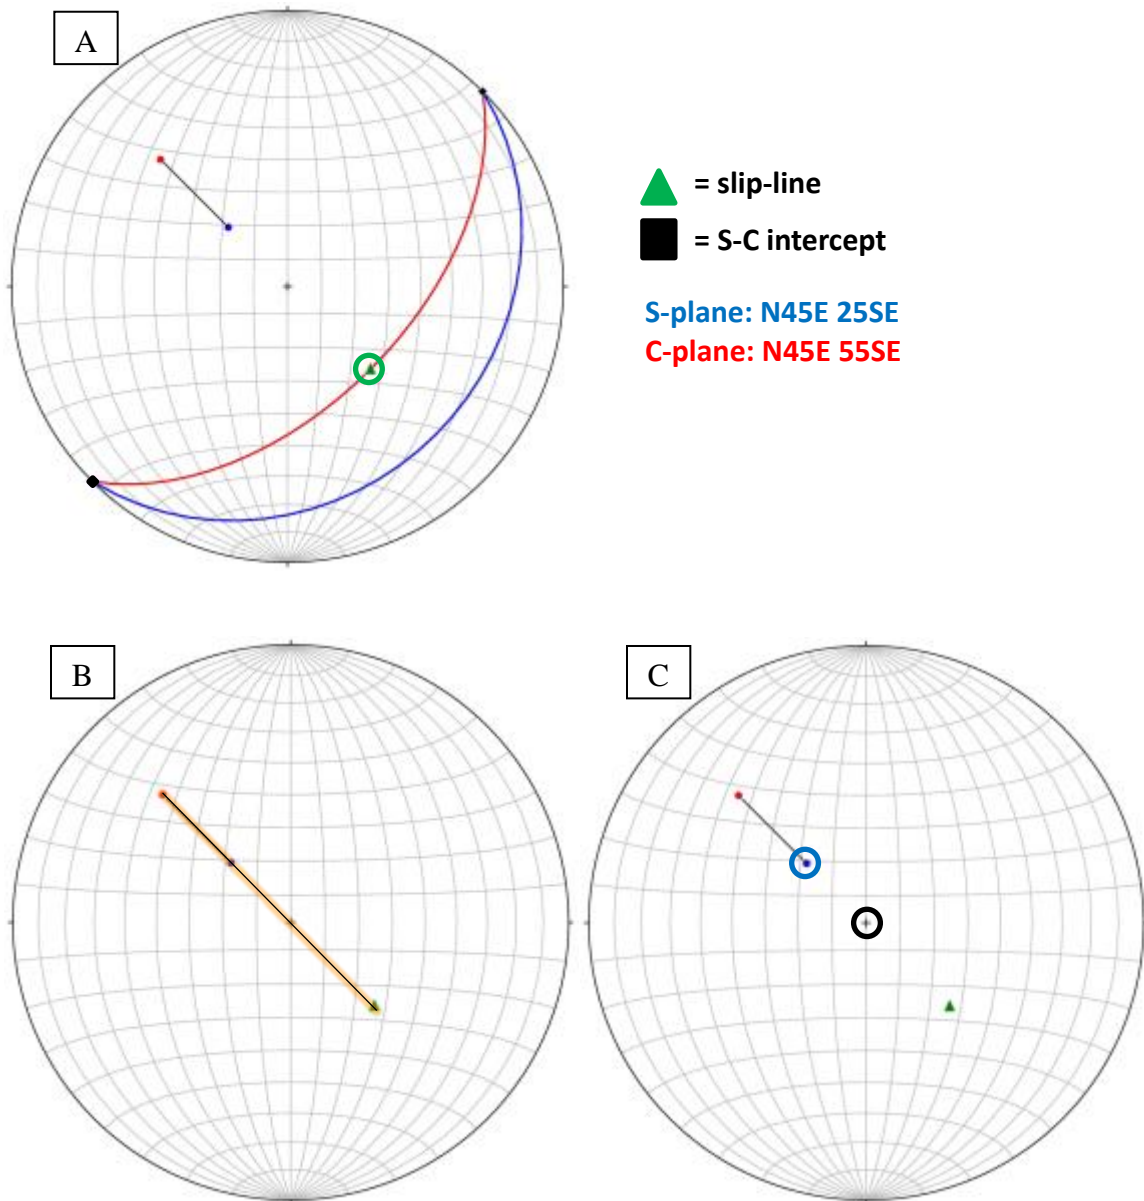 A
= slip-line
= S-C intercept
S-plane: N45E 25SE
C-plane: N45E 55SE
B
C